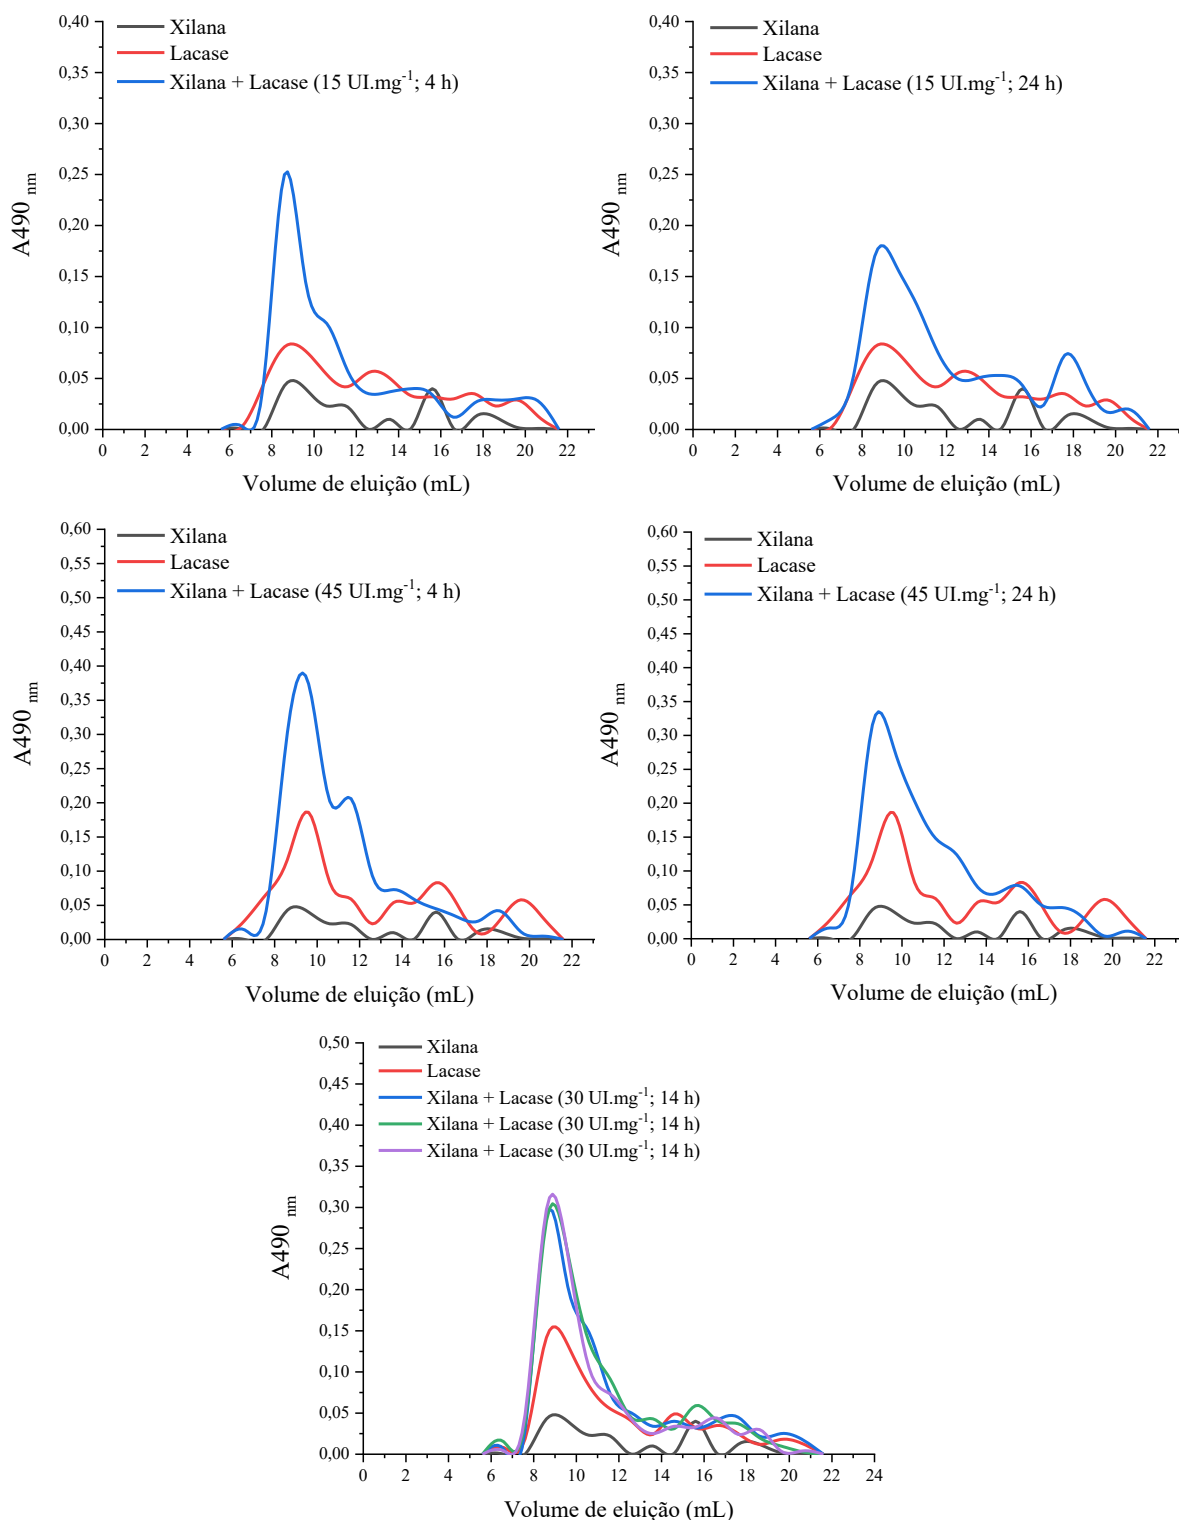 Xilana
Lacase
Xilana + Lacase (15 UI.mg⁻¹; 4 h)
0,40
0,35
0,30
0,25
0,20
0,15
0,10
0,05
0,00
A490 nm
0 2 4 6 8 10 12 14 16 18 20 22
Volume de eluição (mL)
Xilana
Lacase
Xilana + Lacase (15 UI.mg⁻¹; 24 h)
0,40
0,35
0,30
0,25
0,20
0,15
0,10
0,05
0,00
A490 nm
0 2 4 6 8 10 12 14 16 18 20 22
Volume de eluição (mL)
Xilana
Lacase
Xilana + Lacase (45 UI.mg⁻¹; 4 h)
0,60
0,55
0,50
0,45
0,40
0,35
0,30
0,25
0,20
0,15
0,10
0,05
0,00
A490 nm
0 2 4 6 8 10 12 14 16 18 20 22
Volume de eluição (mL)
Xilana
Lacase
Xilana + Lacase (45 UI.mg⁻¹; 24 h)
0,60
0,55
0,50
0,45
0,40
0,35
0,30
0,25
0,20
0,15
0,10
0,05
0,00
A490 nm
0 2 4 6 8 10 12 14 16 18 20 22
Volume de eluição (mL)
Xilana
Lacase
Xilana + Lacase (30 UI.mg⁻¹; 14 h)
Xilana + Lacase (30 UI.mg⁻¹; 14 h)
Xilana + Lacase (30 UI.mg⁻¹; 14 h)
0,50
0,45
0,40
0,35
0,30
0,25
0,20
0,15
0,10
0,05
0,00
A490 nm
0 2 4 6 8 10 12 14 16 18 20 22 24
Volume de eluição (mL)